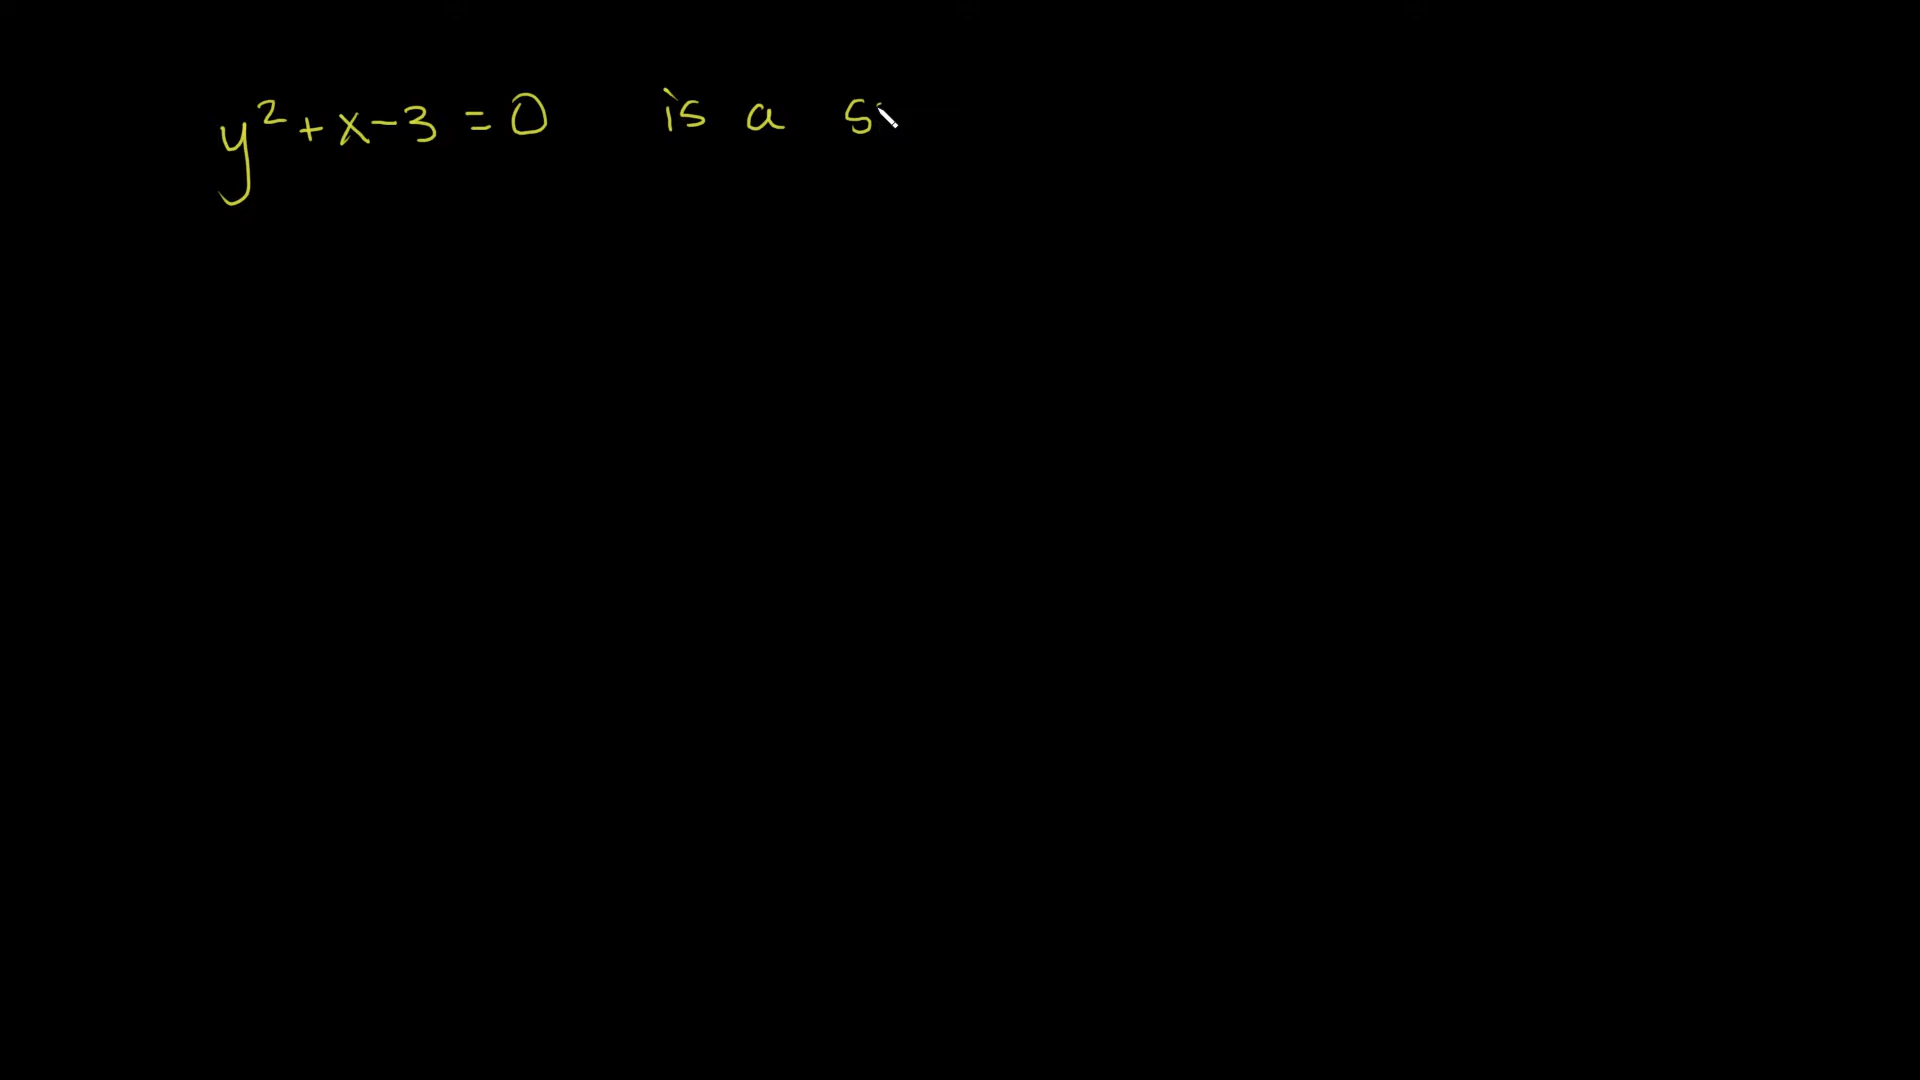 y² + x - 3 = 0 is a s